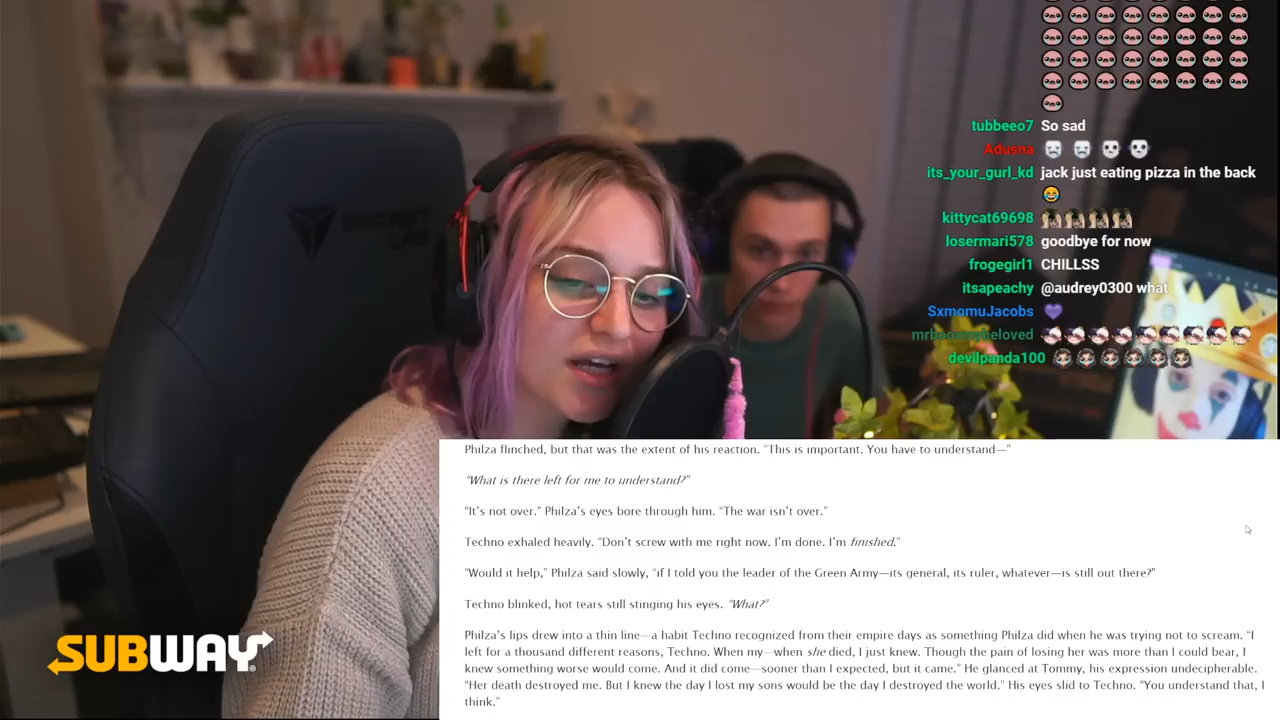 tubbeeo7 So sad
Adusna
its_your_gurl_kd jack just eating pizza in the back
kittycat69698
losermari578 goodbye for now
frogegirl1 CHILLSS
itsapeachy @audrey0300 what
SxmomuJacobs
devilpanda100
Philza flinched, but that was the extent of his reaction. "This is important. You have to understand—"
"What is there left for me to understand?"
"It's not over." Philza's eyes bore through him. "The war isn't over."
Techno exhaled heavily. "Don't screw with me right now. I'm done. I'm finished."
"Would it help," Philza said slowly, "if I told you the leader of the Green Army—its general, its ruler, whatever—is still out there?"
Techno blinked, hot tears still stinging his eyes. "What?"
Philza's lips drew into a thin line—a habit Techno recognized from their empire days as something Philza did when he was trying not to scream. "I
left for a thousand different reasons, Techno. When my—when she died, I just knew. Though the pain of losing her was more than I could bear, I
knew something worse would come. And it did come—sooner than I expected, but it came." He glanced at Tommy, his expression undecipherable.
"Her death destroyed me. But I knew the day I lost my sons would be the day I destroyed the world." His eyes slid to Techno. "You understand that, I
think."
SUBWAY